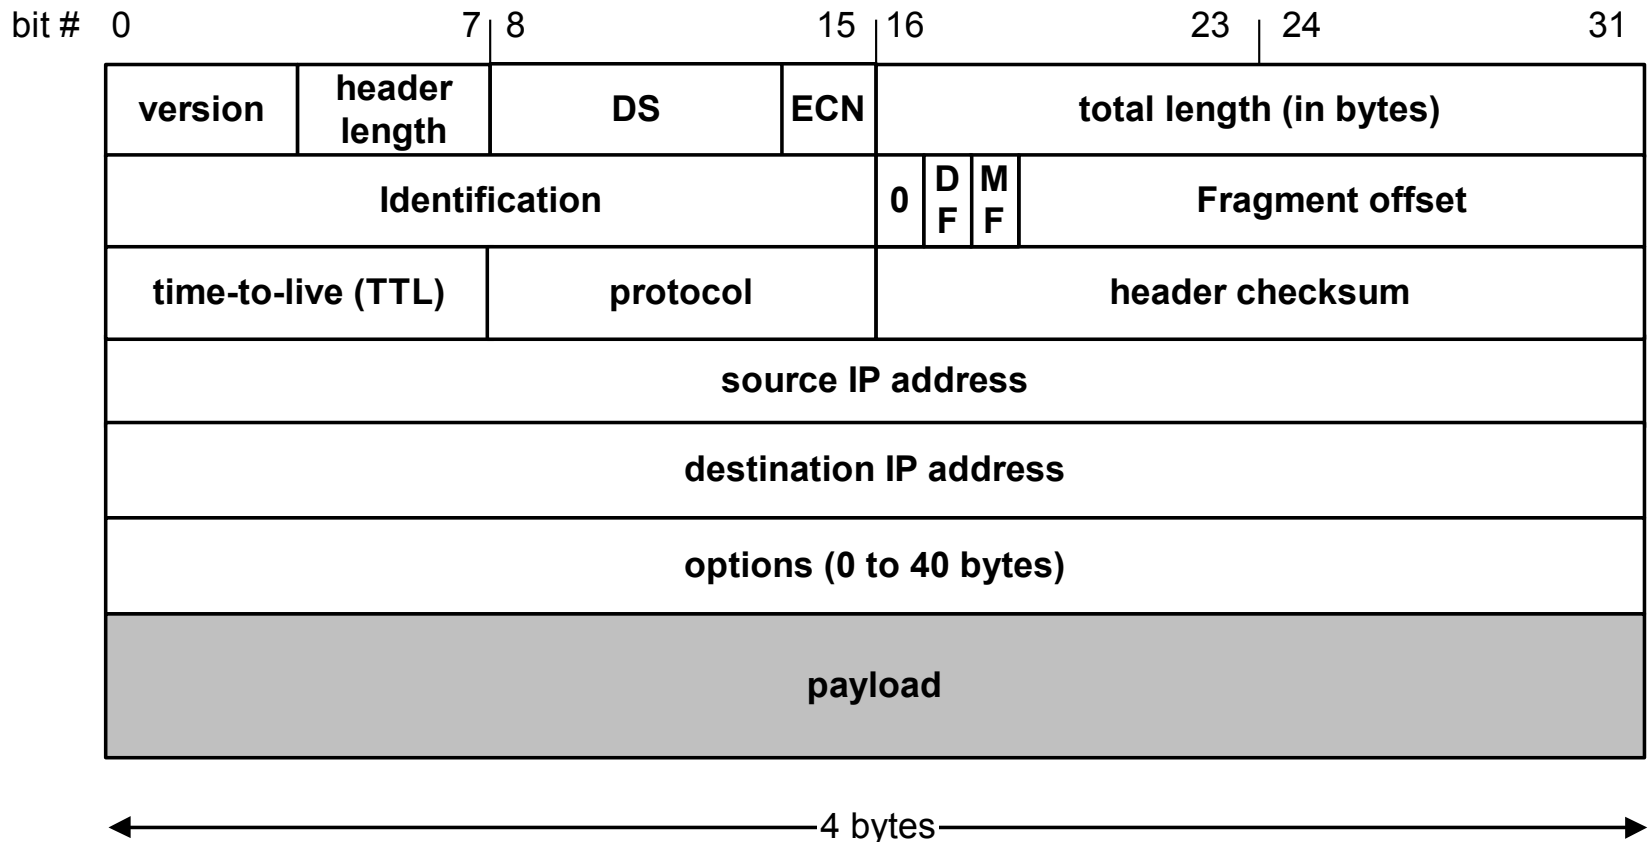 bit # 0 7 8 15 16 23 24 31
version header length DS ECN total length (in bytes)
Identification 0 DF MF Fragment offset
time-to-live (TTL) protocol header checksum
source IP address
destination IP address
options (0 to 40 bytes)
payload
4 bytes